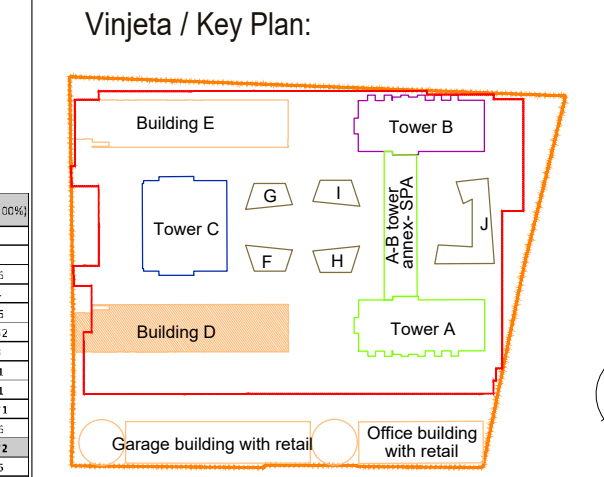 Vinjeta / Key Plan:
Building E
Tower B
G
I
A-B tower
annex- SPA
J
Tower C
F
H
Building D
Tower A
Garage building with retail
Office building
with retail
00%)